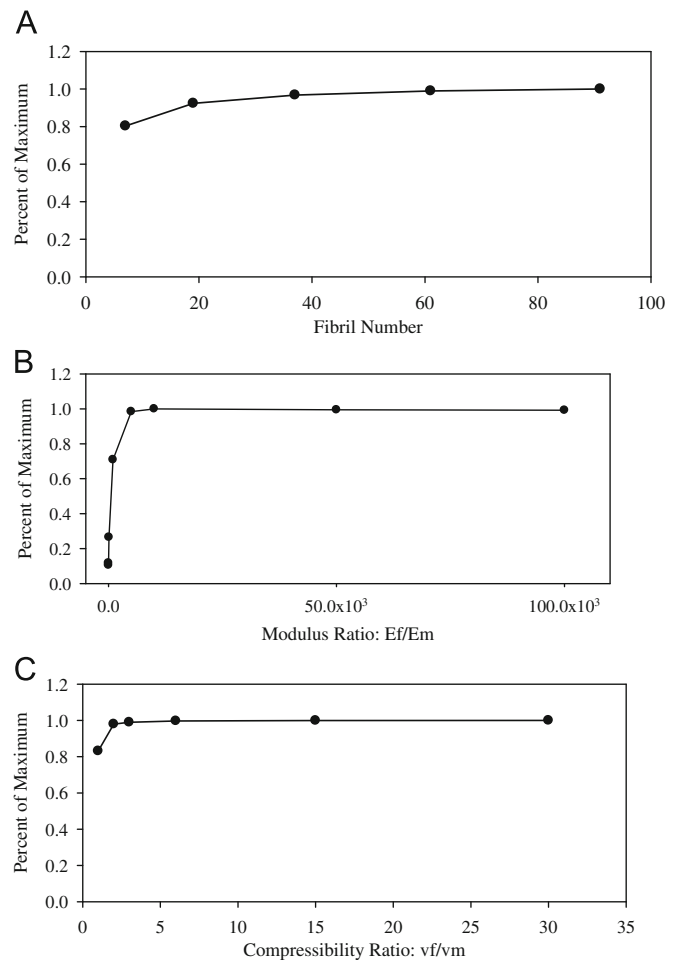 A
Percent of Maximum
1.2
1.0
0.8
0.6
0.4
0.2
0.0
0 20 40 60 80 100
Fibril Number
B
Percent of Maximum
1.2
1.0
0.8
0.6
0.4
0.2
0.0
0.0 50.0x10³ 100.0x10³
Modulus Ratio: Ef/Em
C
Percent of Maximum
1.2
1.0
0.8
0.6
0.4
0.2
0.0
0 5 10 15 20 25 30 35
Compressibility Ratio: vf/vm